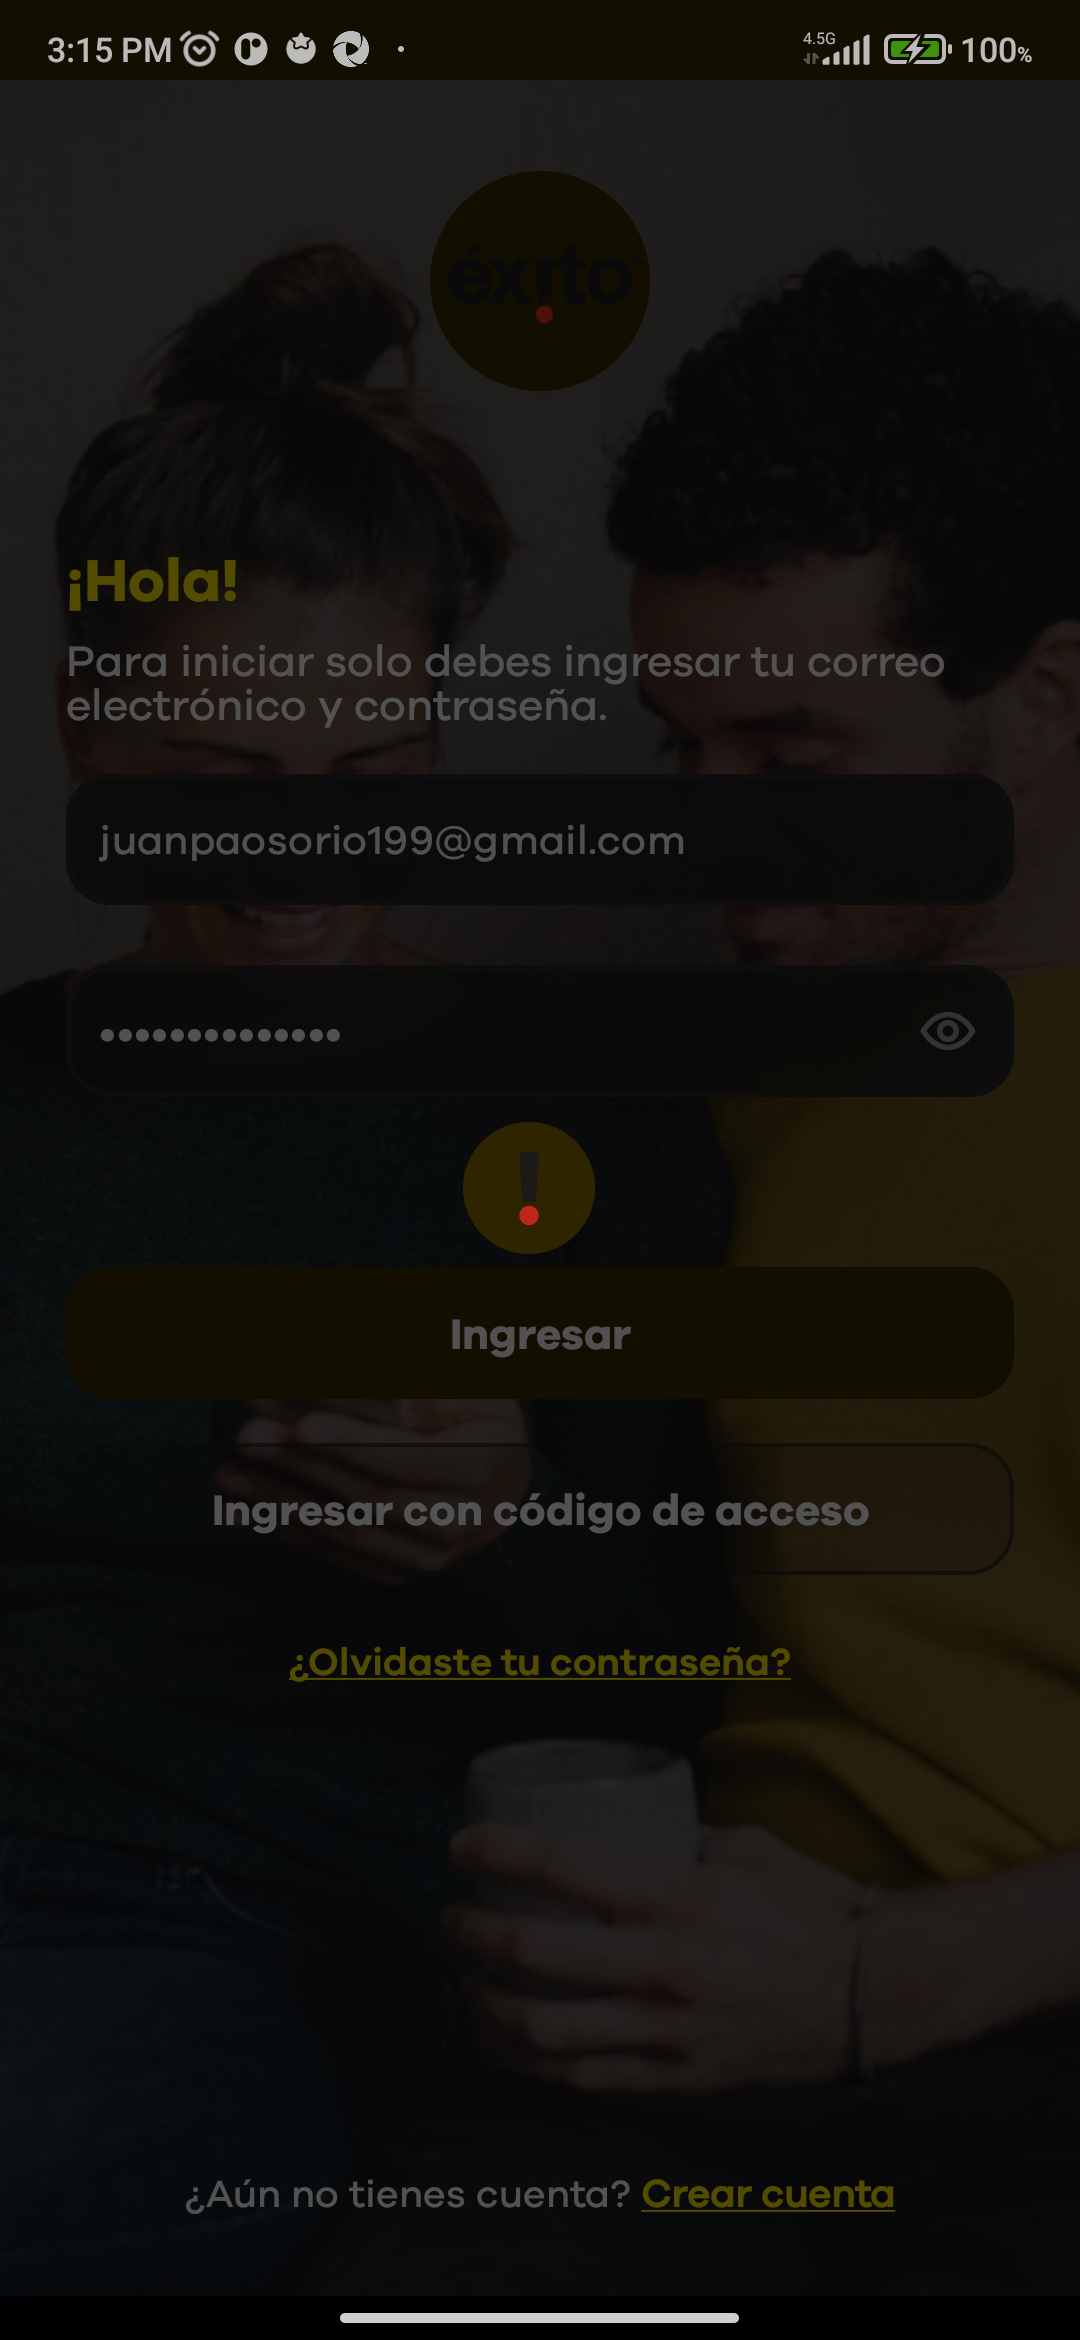 3:15 PM 4.5G 100%
éxito
¡Hola!
Para iniciar solo debes ingresar tu correo
electrónico y contraseña.
juanpaosorio199@gmail.com
••••••••••••••
!
Ingresar
Ingresar con código de acceso
¿Olvidaste tu contraseña?
¿Aún no tienes cuenta? Crear cuenta